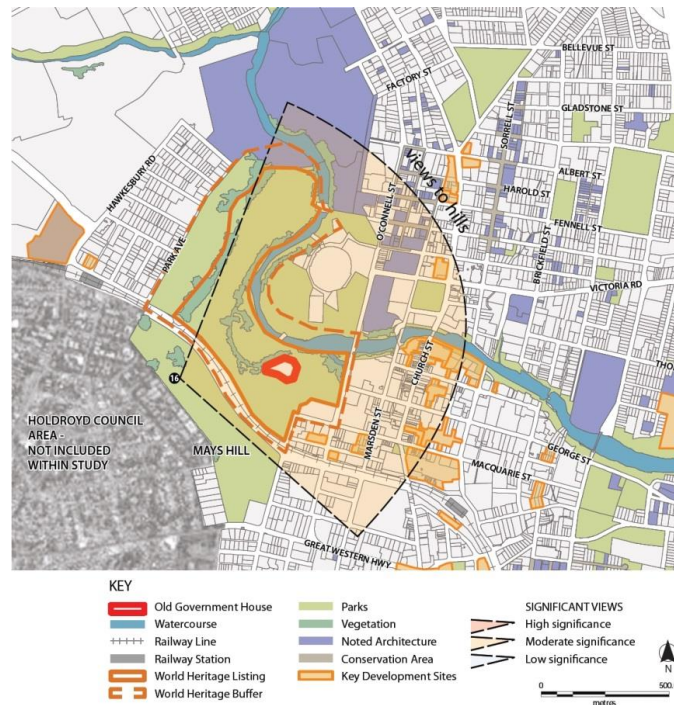 BELLEVUE ST
FACTORY ST
GLADSTONE ST
SORRELL ST
HAWKESBURY RD
views to hills
ALBERT ST
O'CONNELL ST
HAROLD ST
PARK AVE
FENNELL ST
BRICKFIELD ST
VICTORIA RD
CHURCH ST
16
HOLDROYD COUNCIL
AREA -
NOT INCLUDED
WITHIN STUDY
MARSDEN ST
MAYS HILL
GEORGE ST
MACQUARIE ST
GREAT WESTERN HWY
KEY
Old Government House
Watercourse
Railway Line
Railway Station
World Heritage Listing
World Heritage Buffer
Parks
Vegetation
Noted Architecture
Conservation Area
Key Development Sites
SIGNIFICANT VIEWS
High significance
Moderate significance
Low significance
N
0
500
metres